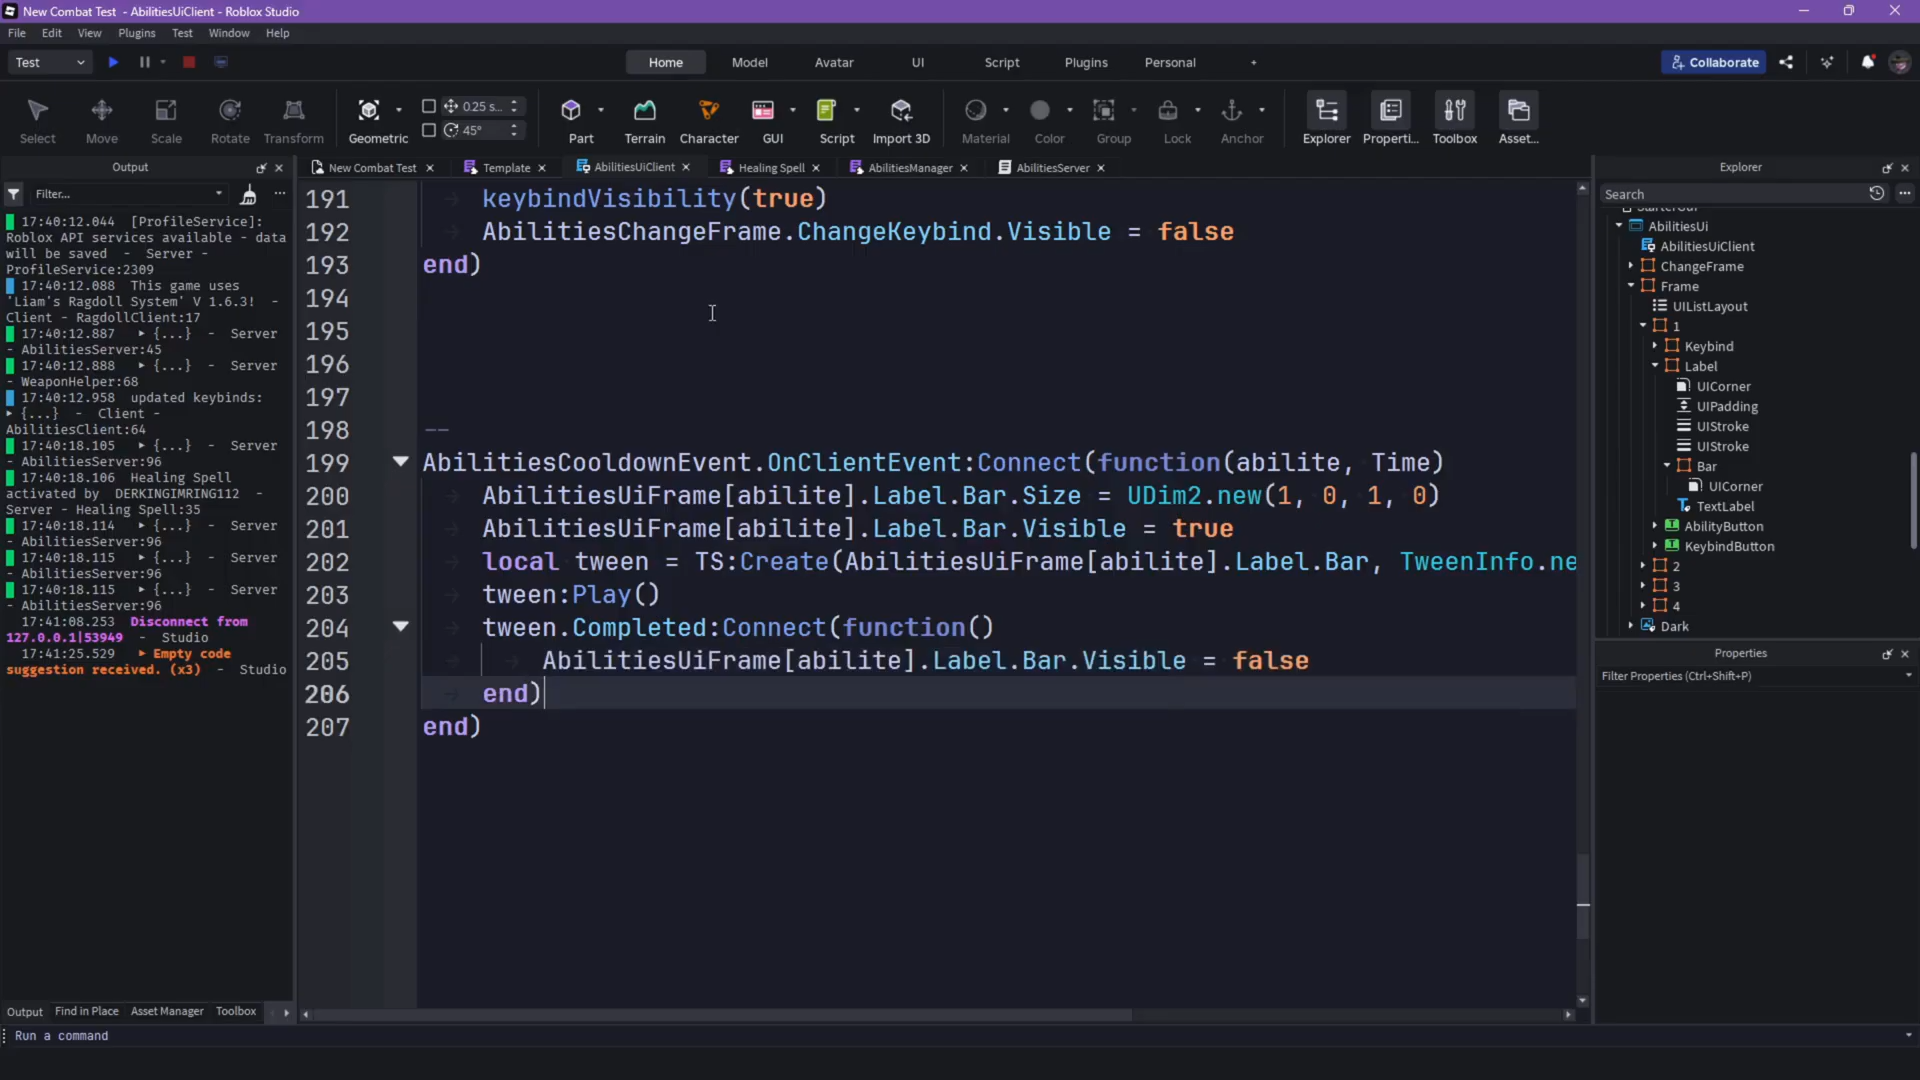 New Combat Test - AbilitiesUiClient - Roblox Studio
File Edit View Plugins Test Window Help
Test Home Model Avatar UI Script Plugins Personal + Collaborate
0.25 s...
45°
Select Move Scale Rotate Transform Geometric Part Terrain Character GUI Script Import 3D Material Color Group Lock Anchor Explorer Properti... Toolbox Asset...
Output
Filter...
17:40:12.044 [ProfileService]:
Roblox API services available - data
will be saved - Server -
ProfileService:2309
17:40:12.088 This game uses
'Liam's Ragdoll System' V 1.6.3! -
Client - RagdollClient:17
17:40:12.887 ▸ {...} - Server
- AbilitiesServer:45
17:40:12.888 ▸ {...} - Server
- WeaponHelper:68
17:40:12.958 updated keybinds:
▸ {...} - Client -
AbilitiesClient:64
17:40:18.105 ▸ {...} - Server
- AbilitiesServer:96
17:40:18.106 Healing Spell
activated by DERKINGIMRING112 -
Server - Healing Spell:35
17:40:18.114 ▸ {...} - Server
- AbilitiesServer:96
17:40:18.115 ▸ {...} - Server
- AbilitiesServer:96
17:40:18.115 ▸ {...} - Server
- AbilitiesServer:96
17:41:08.253 Disconnect from
127.0.0.1|53949 - Studio
17:41:25.529 ▸ Empty code
suggestion received. (x3) - Studio
Output Find in Place Asset Manager Toolbox
Run a command
New Combat Test Template AbilitiesUiClient Healing Spell AbilitiesManager AbilitiesServer
191 keybindVisibility(true)
192 AbilitiesChangeFrame.ChangeKeybind.Visible = false
193 end)
194
195
196
197
198 --
199 AbilitiesCooldownEvent.OnClientEvent:Connect(function(abilite, Time)
200 AbilitiesUiFrame[abilite].Label.Bar.Size = UDim2.new(1, 0, 1, 0)
201 AbilitiesUiFrame[abilite].Label.Bar.Visible = true
202 local tween = TS:Create(AbilitiesUiFrame[abilite].Label.Bar, TweenInfo.ne
203 tween:Play()
204 tween.Completed:Connect(function()
205 AbilitiesUiFrame[abilite].Label.Bar.Visible = false
206 end)
207 end)
Explorer
Search
AbilitiesUi
AbilitiesUiClient
ChangeFrame
Frame
UIListLayout
1
Keybind
Label
UICorner
UIPadding
UIStroke
UIStroke
Bar
UICorner
TextLabel
AbilityButton
KeybindButton
2
3
4
Dark
Properties
Filter Properties (Ctrl+Shift+P)